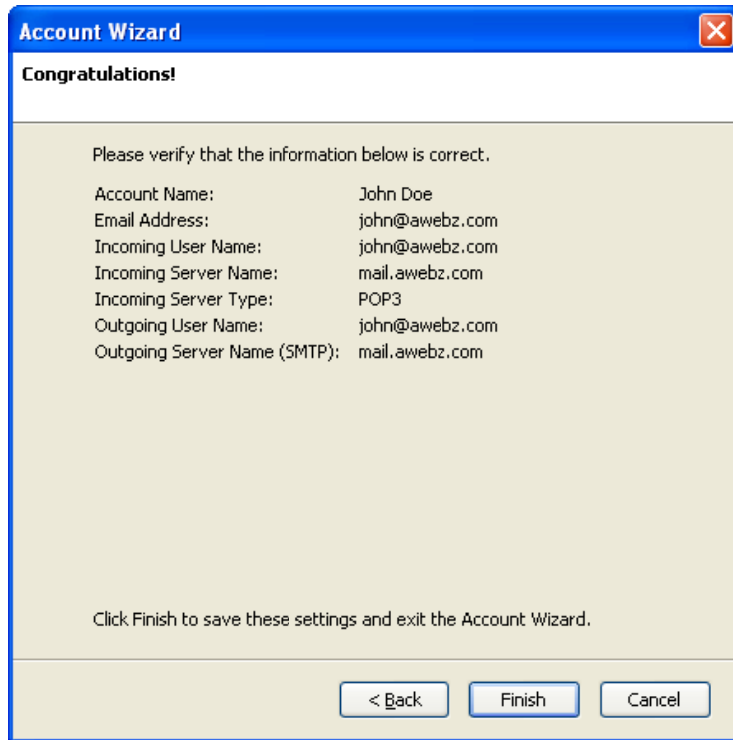 Account Wizard
Congratulations!
Please verify that the information below is correct.
Account Name: John Doe
Email Address: john@awebz.com
Incoming User Name: john@awebz.com
Incoming Server Name: mail.awebz.com
Incoming Server Type: POP3
Outgoing User Name: john@awebz.com
Outgoing Server Name (SMTP): mail.awebz.com
Click Finish to save these settings and exit the Account Wizard.
< Back Finish Cancel